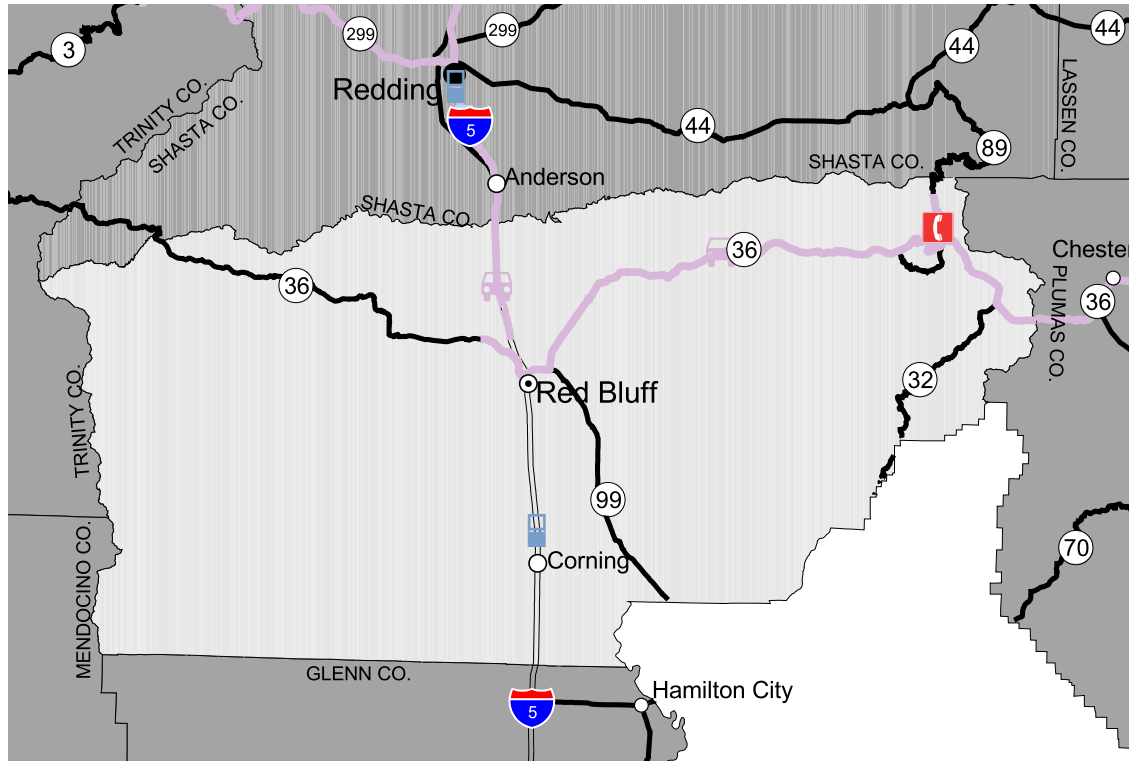 3
299
299
44
44
Redding
5
44
89
TRINITY CO.
SHASTA CO.
LASSEN CO.
SHASTA CO.
Anderson
SHASTA CO.
36
36
Chester
36
PLUMAS CO.
32
Red Bluff
TRINITY CO.
99
MENDOCINO CO.
Corning
70
GLENN CO.
5
Hamilton City